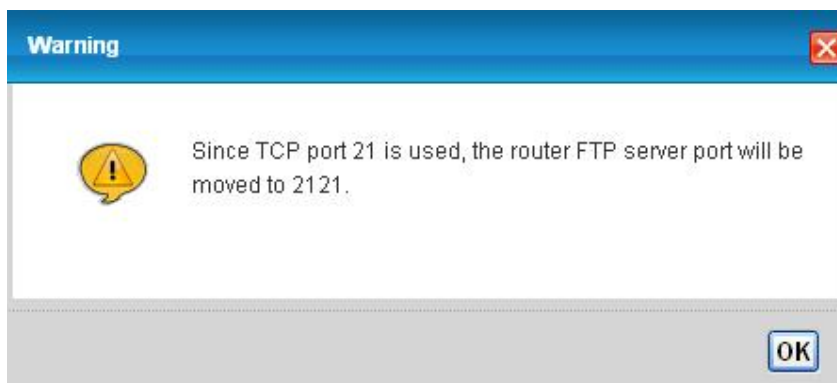 Warning
Since TCP port 21 is used, the router FTP server port will be
moved to 2121.
OK